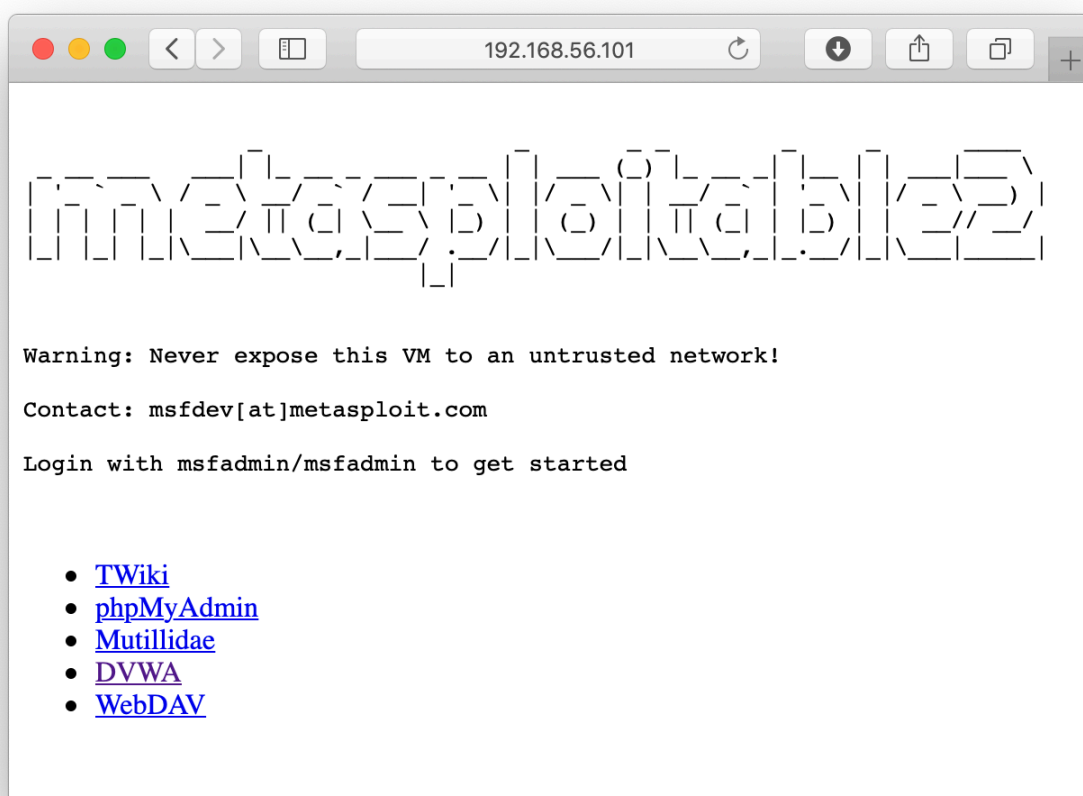 192.168.56.101
metasploitable2
Warning: Never expose this VM to an untrusted network!
Contact: msfdev[at]metasploit.com
Login with msfadmin/msfadmin to get started
TWiki
phpMyAdmin
Mutillidae
DVWA
WebDAV